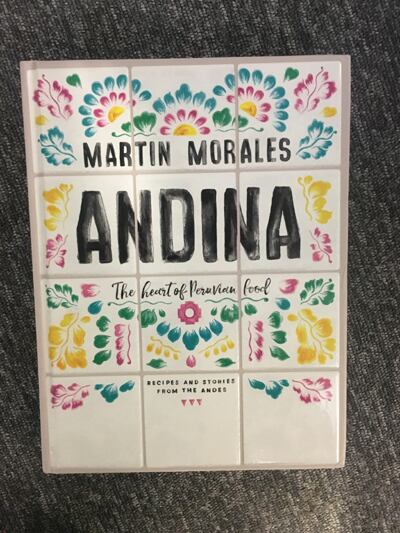 MARTIN MORALES
ANDINA
The heart of Peruvian food
RECIPES AND STORIES
FROM THE ANDES